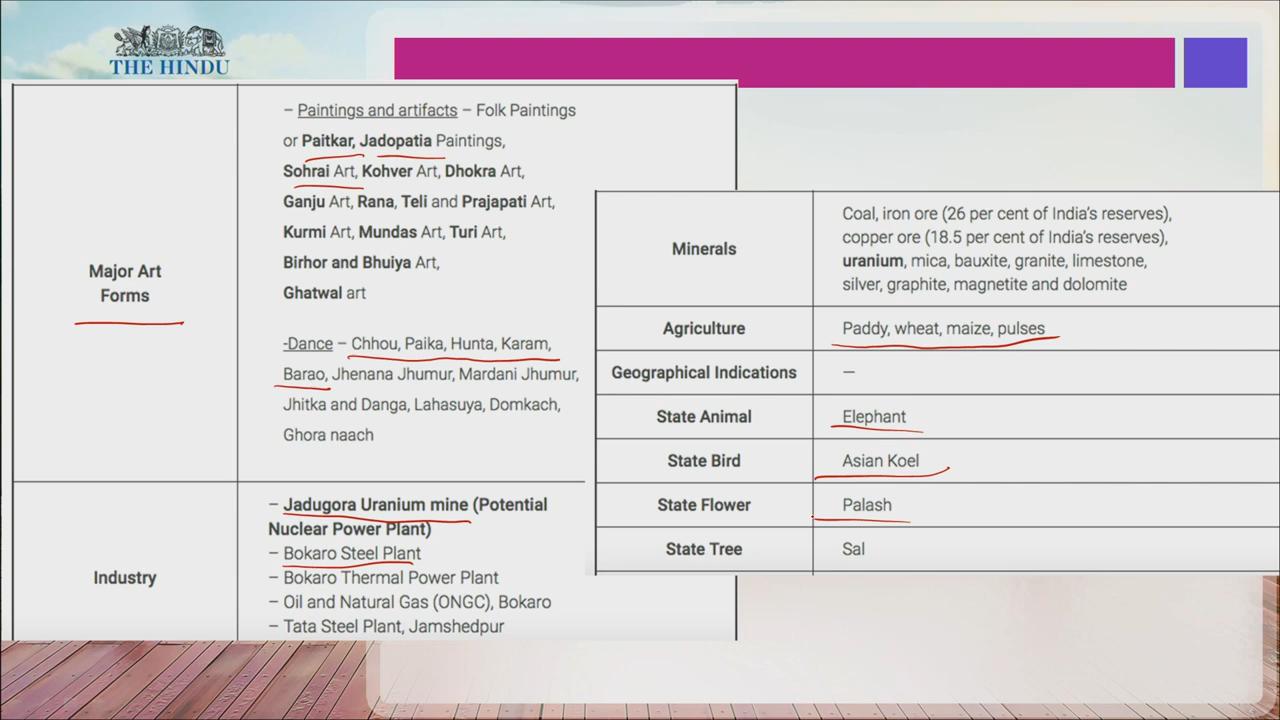 THE HINDU
Major Art
Forms
– Paintings and artifacts – Folk Paintings
or Paitkar, Jadopatia Paintings,
Sohrai Art, Kohver Art, Dhokra Art,
Ganju Art, Rana, Teli and Prajapati Art,
Kurmi Art, Mundas Art, Turi Art,
Birhor and Bhuiya Art,
Ghatwal art
-Dance – Chhou, Paika, Hunta, Karam,
Barao, Jhenana Jhumur, Mardani Jhumur,
Jhitka and Danga, Lahasuya, Domkach,
Ghora naach
Industry
– Jadugora Uranium mine (Potential
Nuclear Power Plant)
– Bokaro Steel Plant
– Bokaro Thermal Power Plant
– Oil and Natural Gas (ONGC), Bokaro
– Tata Steel Plant, Jamshedpur
Minerals
Coal, iron ore (26 per cent of India's reserves),
copper ore (18.5 per cent of India's reserves),
uranium, mica, bauxite, granite, limestone,
silver, graphite, magnetite and dolomite
Agriculture
Paddy, wheat, maize, pulses
Geographical Indications
–
State Animal
Elephant
State Bird
Asian Koel
State Flower
Palash
State Tree
Sal